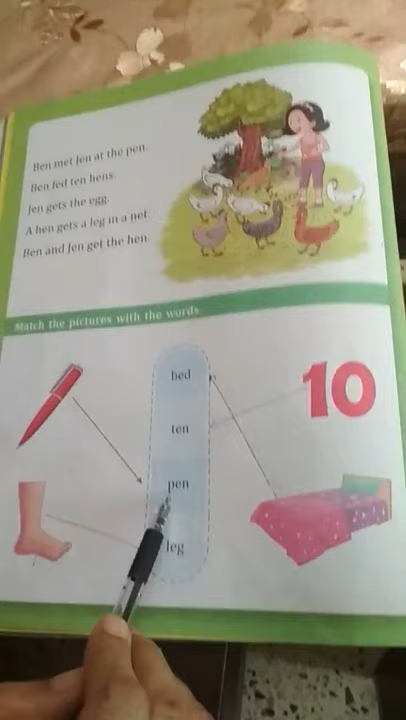 Ben met Jen at the pen.
Ben fed ten hens.
Jen gets the egg.
A hen gets a leg in a net.
Ben and Jen get the hen.
Match the pictures with the words
bed
10
ten
pen
leg